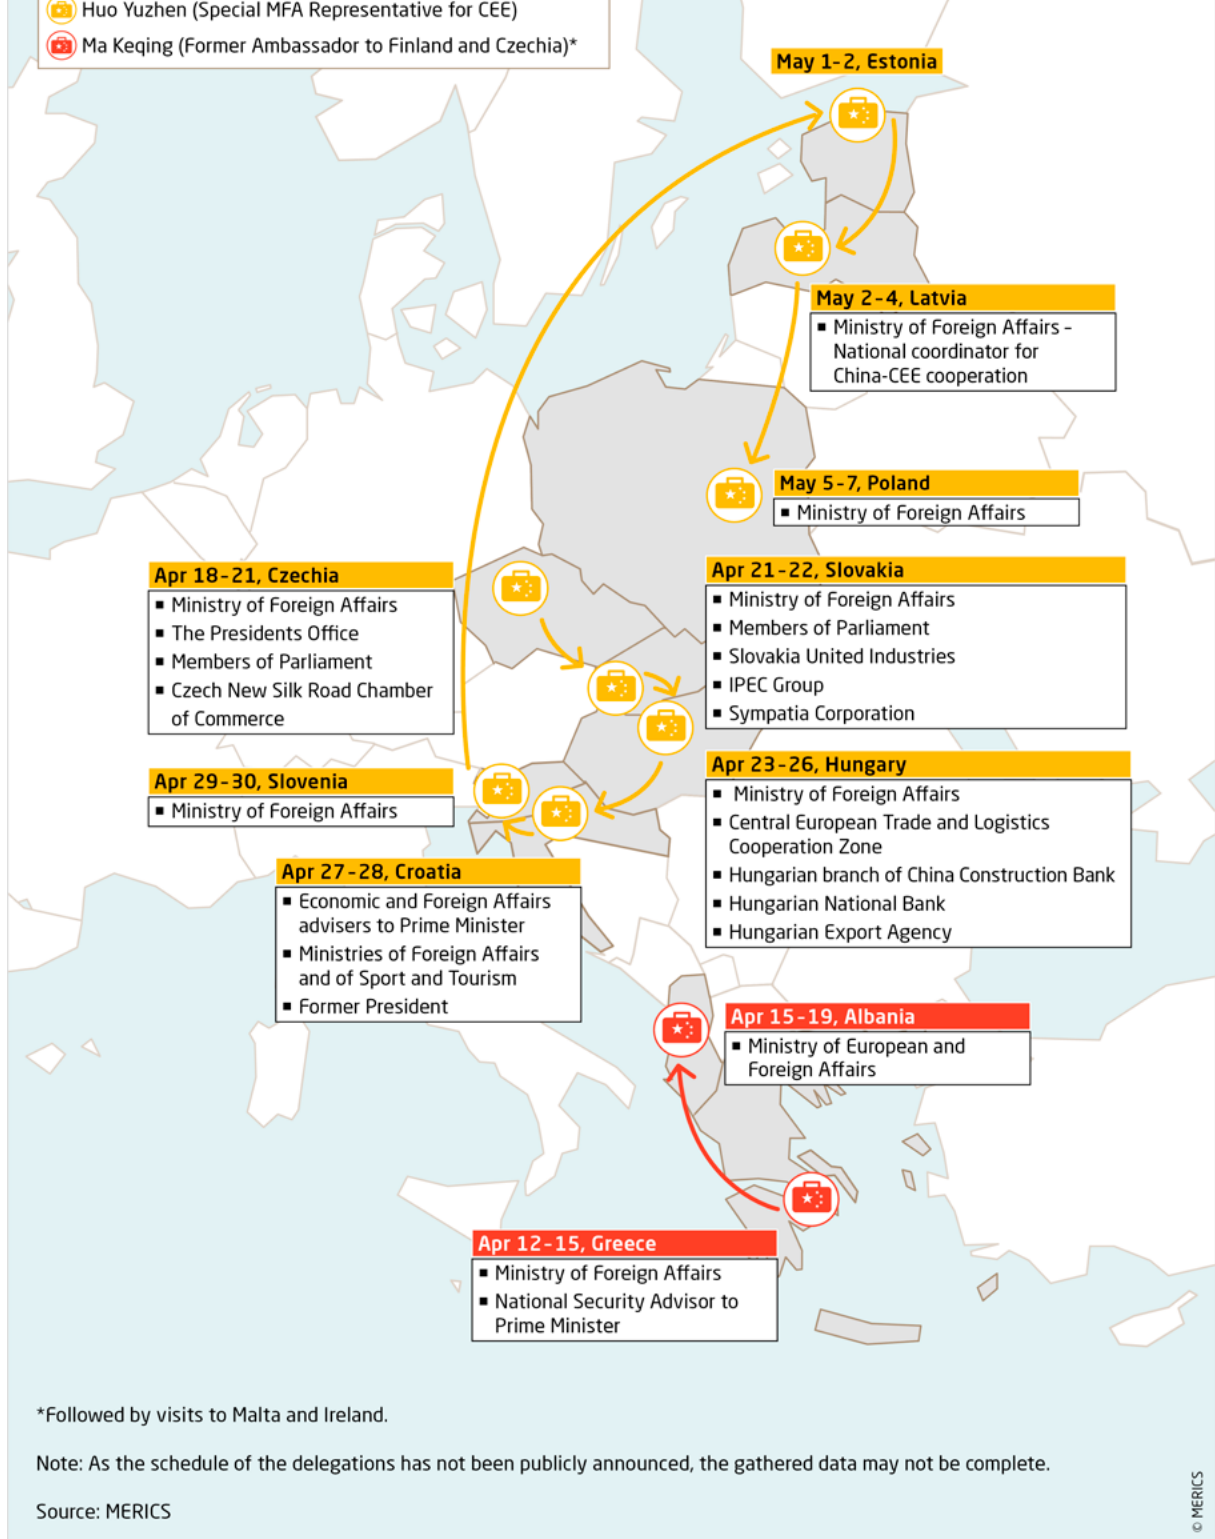 Huo Yuzhen (Special MFA Representative for CEE)
Ma Keqing (Former Ambassador to Finland and Czechia)*
May 1-2, Estonia
May 2-4, Latvia
▪ Ministry of Foreign Affairs –
National coordinator for
China-CEE cooperation
May 5-7, Poland
▪ Ministry of Foreign Affairs
Apr 18-21, Czechia
▪ Ministry of Foreign Affairs
▪ The Presidents Office
▪ Members of Parliament
▪ Czech New Silk Road Chamber
of Commerce
Apr 21-22, Slovakia
▪ Ministry of Foreign Affairs
▪ Members of Parliament
▪ Slovakia United Industries
▪ IPEC Group
▪ Sympatia Corporation
Apr 29-30, Slovenia
▪ Ministry of Foreign Affairs
Apr 23-26, Hungary
▪ Ministry of Foreign Affairs
▪ Central European Trade and Logistics
Cooperation Zone
▪ Hungarian branch of China Construction Bank
▪ Hungarian National Bank
▪ Hungarian Export Agency
Apr 27-28, Croatia
▪ Economic and Foreign Affairs
advisers to Prime Minister
▪ Ministries of Foreign Affairs
and of Sport and Tourism
▪ Former President
Apr 15-19, Albania
▪ Ministry of European and
Foreign Affairs
Apr 12-15, Greece
▪ Ministry of Foreign Affairs
▪ National Security Advisor to
Prime Minister
*Followed by visits to Malta and Ireland.
Note: As the schedule of the delegations has not been publicly announced, the gathered data may not be complete.
Source: MERICS
© MERICS